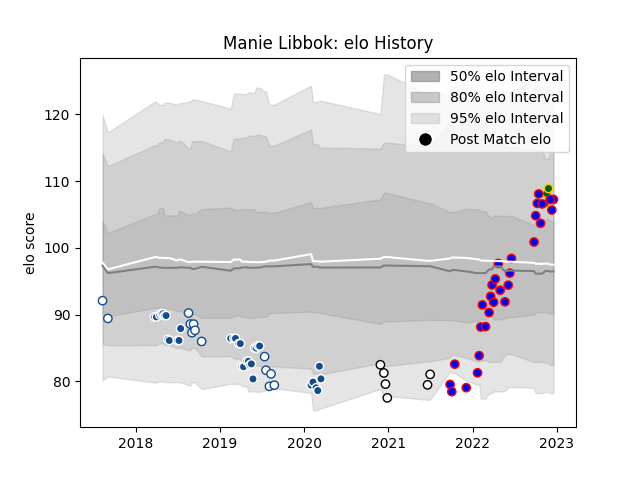 Manie Libbok: elo History
50% elo Interval
80% elo Interval
95% elo Interval
Post Match elo
elo score
120
110
100
90
80
2018 2019 2020 2021 2022 2023